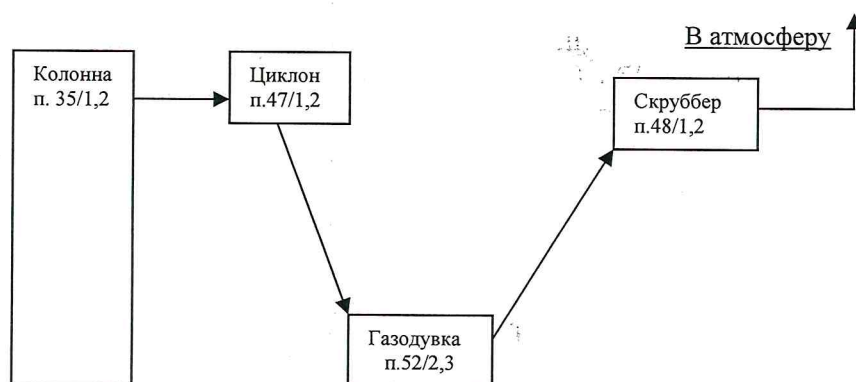 В атмосферу
Колонна
п. 35/1,2
Циклон
п.47/1,2
Скруббер
п.48/1,2
Газодувка
п.52/2,3